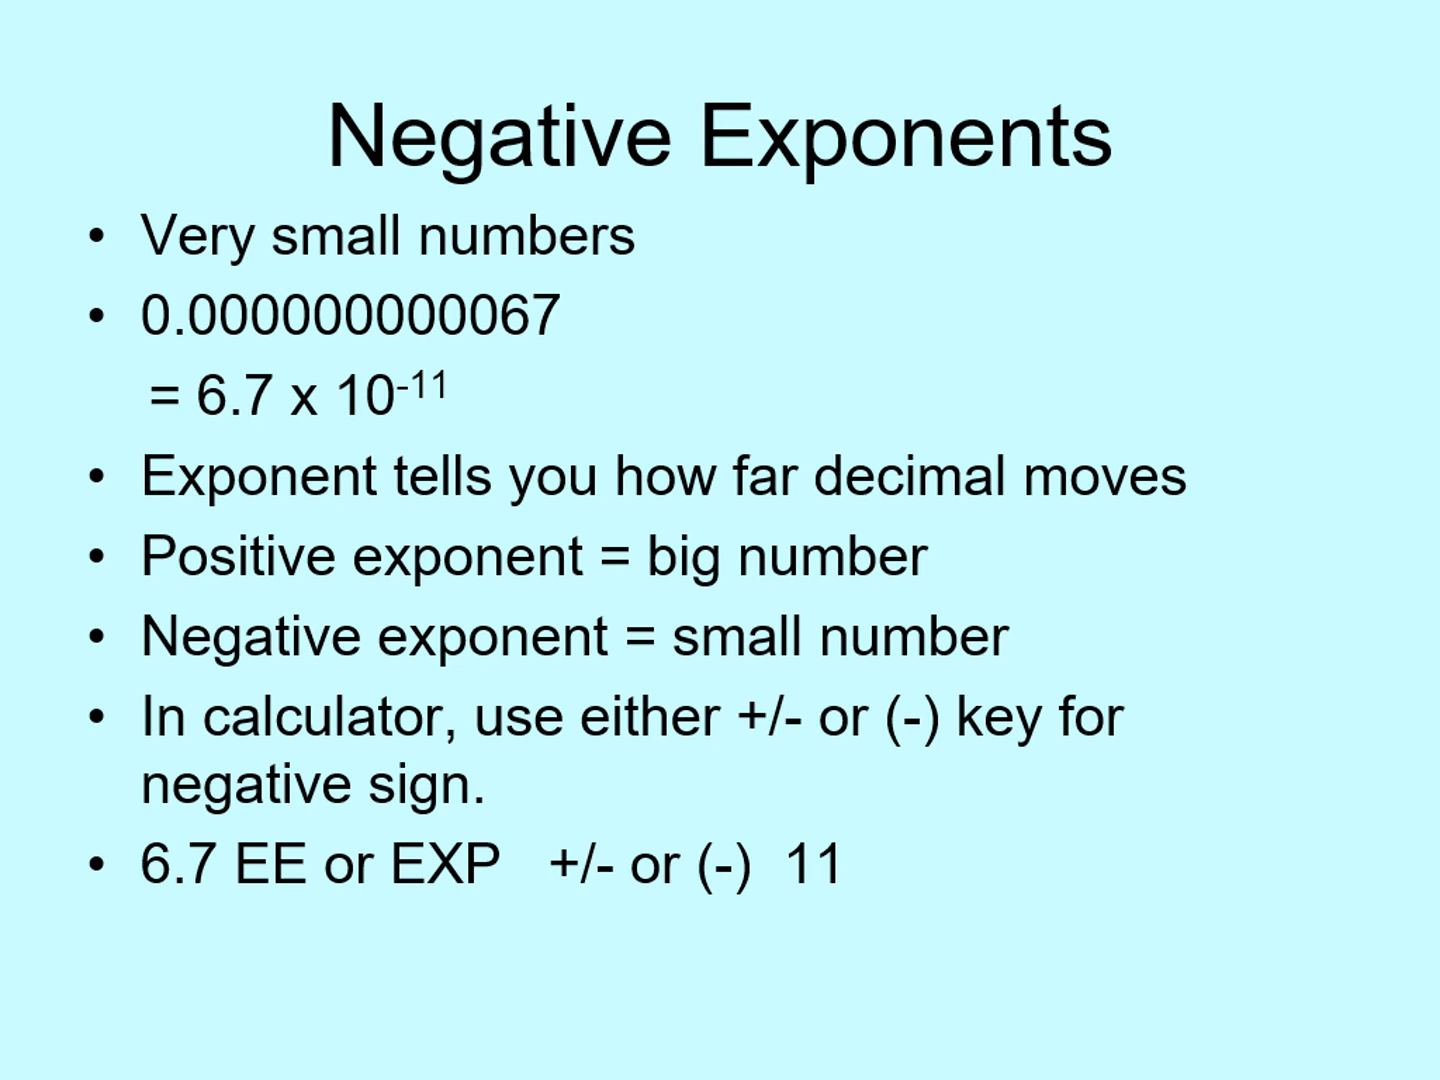 Negative Exponents
• Very small numbers
• 0.000000000067
= 6.7 x 10⁻¹¹
• Exponent tells you how far decimal moves
• Positive exponent = big number
• Negative exponent = small number
• In calculator, use either +/- or (-) key for
negative sign.
• 6.7 EE or EXP +/- or (-) 11